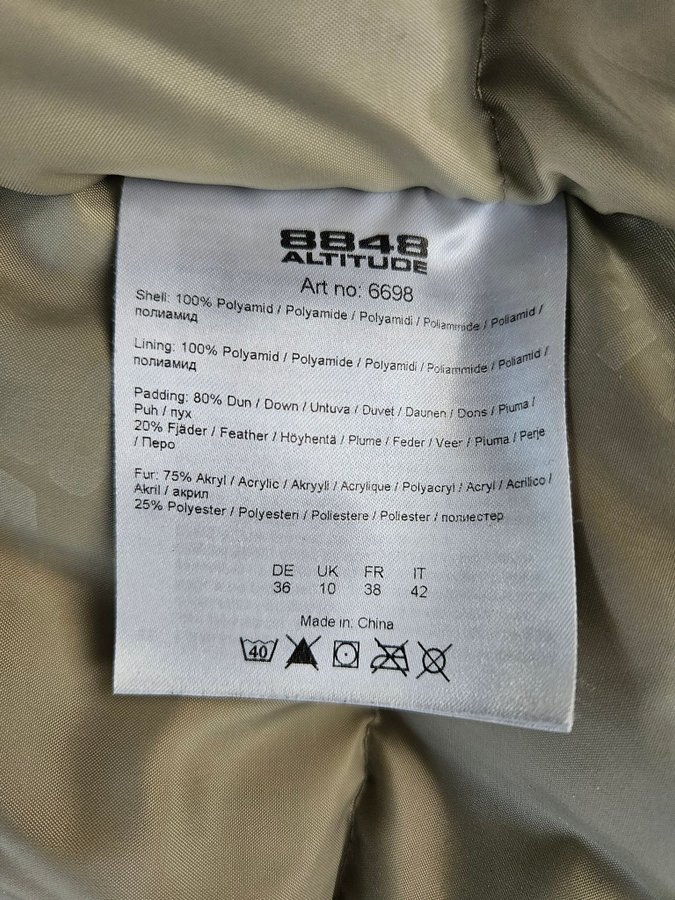 8848
ALTITUDE
Art no: 6698
Shell: 100% Polyamid / Polyamide / Polyamidi / Poliammide / Poliamid /
полиамид
Lining: 100% Polyamid / Polyamide / Polyamidi / Poliammide / Poliamid /
полиамид
Padding: 80% Dun / Down / Untuva / Duvet / Daunen / Dons / Piuma /
Puh / пух
20% Fjäder / Feather / Höyhentä / Plume / Feder / Veer / Piuma / Perje
/ Перо
Fur: 75% Akryl / Acrylic / Akryyli / Acrylique / Polyacryl / Acryl / Acrilico /
Akril / акрил
25% Polyester / Polyesteri / Poliestere / Poliester / полиестер
DE UK FR IT
36 10 38 42
Made in: China
40